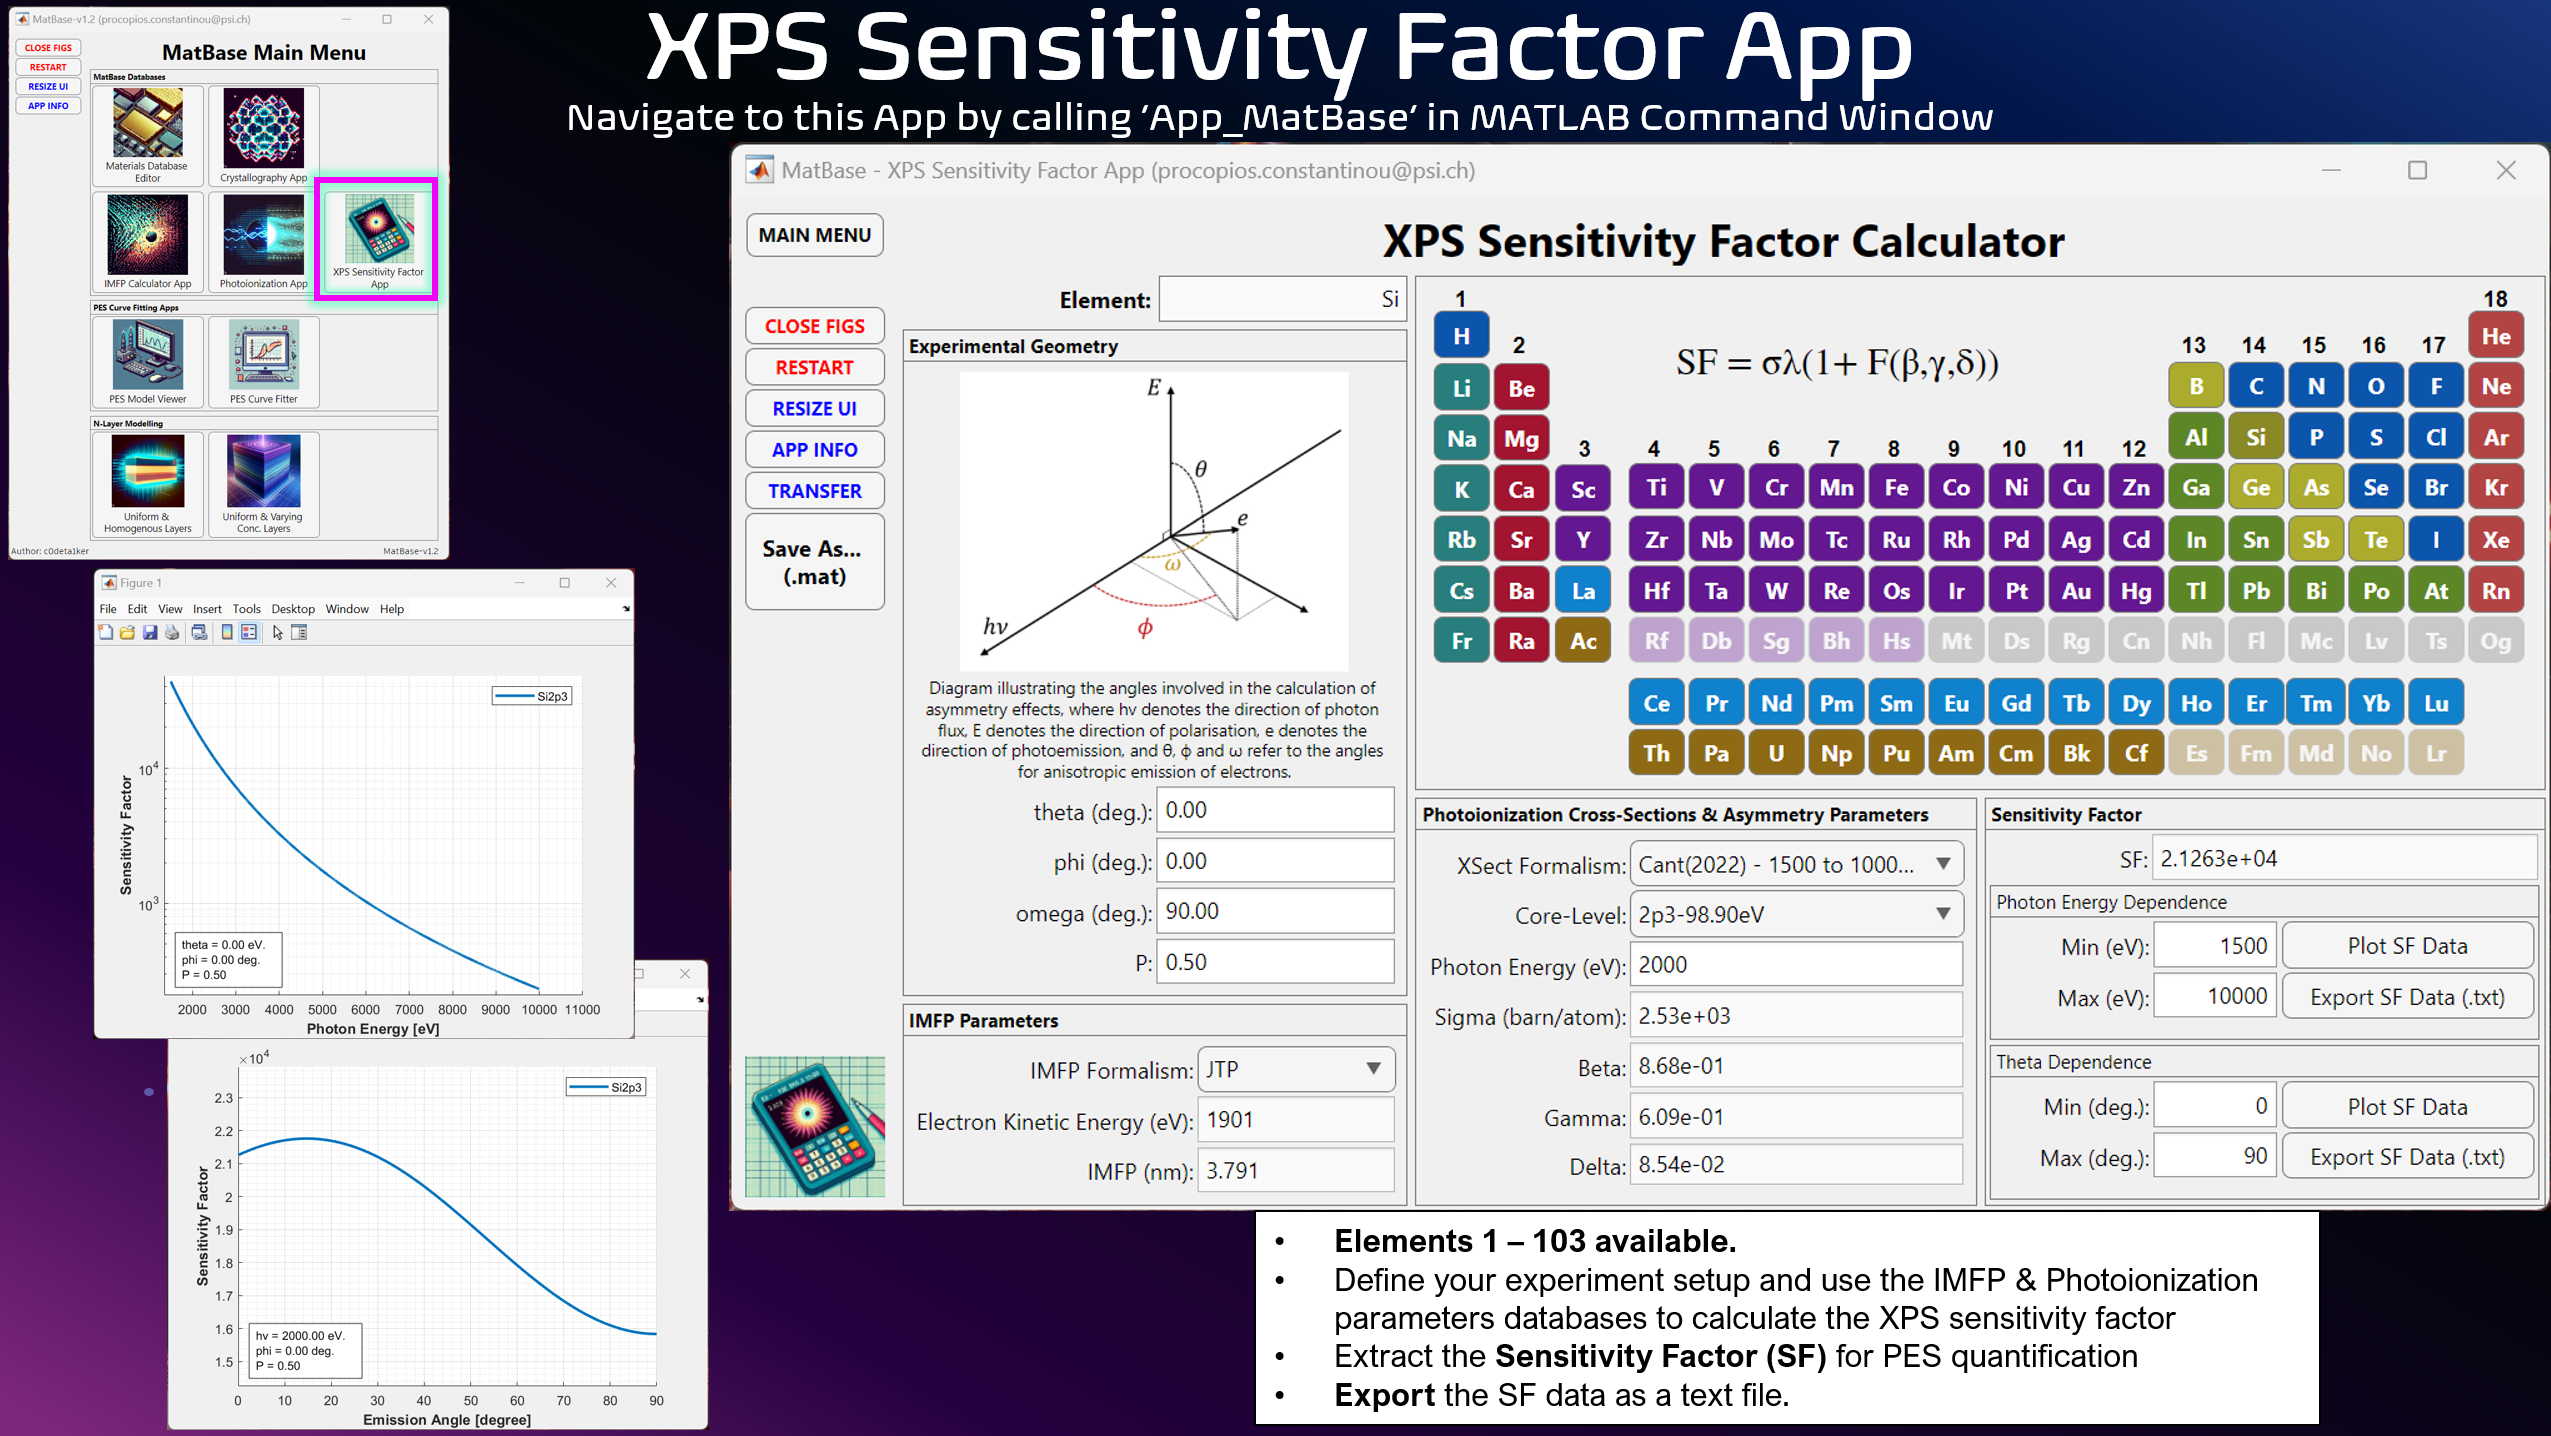 XPS Sensitivity Factor App
Navigate to this App by calling ‘App_MatBase’ in MATLAB Command Window
MatBase-v1.2 (procopios.constantinou@psi.ch)
CLOSE FIGS
RESTART
RESIZE UI
APP INFO
MatBase Main Menu
MatBase Databases
Materials Database
Editor
Crystallography App
IMFP Calculator App
Photoionization App
XPS Sensitivity Factor
App
PES Curve Fitting Apps
PES Model Viewer
PES Curve Fitter
N-Layer Modelling
Uniform &
Homogenous Layers
Uniform & Varying
Conc. Layers
Author: c0deta1ker
MatBase-v1.2
Figure 1
File Edit View Insert Tools Desktop Window Help
Si2p3
10^4
10^3
Sensitivity Factor
theta = 0.00 eV.
phi = 0.00 deg.
P = 0.50
2000 3000 4000 5000 6000 7000 8000 9000 10000 11000
Photon Energy [eV]
×10^4
Si2p3
2.3
2.2
2.1
2
1.9
1.8
1.7
1.6
1.5
Sensitivity Factor
hv = 2000.00 eV.
phi = 0.00 deg.
P = 0.50
0 10 20 30 40 50 60 70 80 90
Emission Angle [degree]
MatBase - XPS Sensitivity Factor App (procopios.constantinou@psi.ch)
MAIN MENU
XPS Sensitivity Factor Calculator
CLOSE FIGS
RESTART
RESIZE UI
APP INFO
TRANSFER
Save As...
(.mat)
Element: Si
Experimental Geometry
E
θ
e
ω
hν
ϕ
Diagram illustrating the angles involved in the calculation of
asymmetry effects, where hv denotes the direction of photon
flux, E denotes the direction of polarisation, e denotes the
direction of photoemission, and θ, ϕ and ω refer to the angles
for anisotropic emission of electrons.
theta (deg.): 0.00
phi (deg.): 0.00
omega (deg.): 90.00
P: 0.50
IMFP Parameters
IMFP Formalism: JTP
Electron Kinetic Energy (eV): 1901
IMFP (nm): 3.791
1 18
H He
2 13 14 15 16 17
SF = σλ(1+ F(β,γ,δ))
Li Be B C N O F Ne
Na Mg Al Si P S Cl Ar
3 4 5 6 7 8 9 10 11 12
K Ca Sc Ti V Cr Mn Fe Co Ni Cu Zn Ga Ge As Se Br Kr
Rb Sr Y Zr Nb Mo Tc Ru Rh Pd Ag Cd In Sn Sb Te I Xe
Cs Ba La Hf Ta W Re Os Ir Pt Au Hg Tl Pb Bi Po At Rn
Fr Ra Ac Rf Db Sg Bh Hs Mt Ds Rg Cn Nh Fl Mc Lv Ts Og
Ce Pr Nd Pm Sm Eu Gd Tb Dy Ho Er Tm Yb Lu
Th Pa U Np Pu Am Cm Bk Cf Es Fm Md No Lr
Photoionization Cross-Sections & Asymmetry Parameters
XSect Formalism: Cant(2022) - 1500 to 1000...
Core-Level: 2p3-98.90eV
Photon Energy (eV): 2000
Sigma (barn/atom): 2.53e+03
Beta: 8.68e-01
Gamma: 6.09e-01
Delta: 8.54e-02
Sensitivity Factor
SF: 2.1263e+04
Photon Energy Dependence
Min (eV): 1500 Plot SF Data
Max (eV): 10000 Export SF Data (.txt)
Theta Dependence
Min (deg.): 0 Plot SF Data
Max (deg.): 90 Export SF Data (.txt)
• Elements 1 – 103 available.
• Define your experiment setup and use the IMFP & Photoionization
parameters databases to calculate the XPS sensitivity factor
• Extract the Sensitivity Factor (SF) for PES quantification
• Export the SF data as a text file.